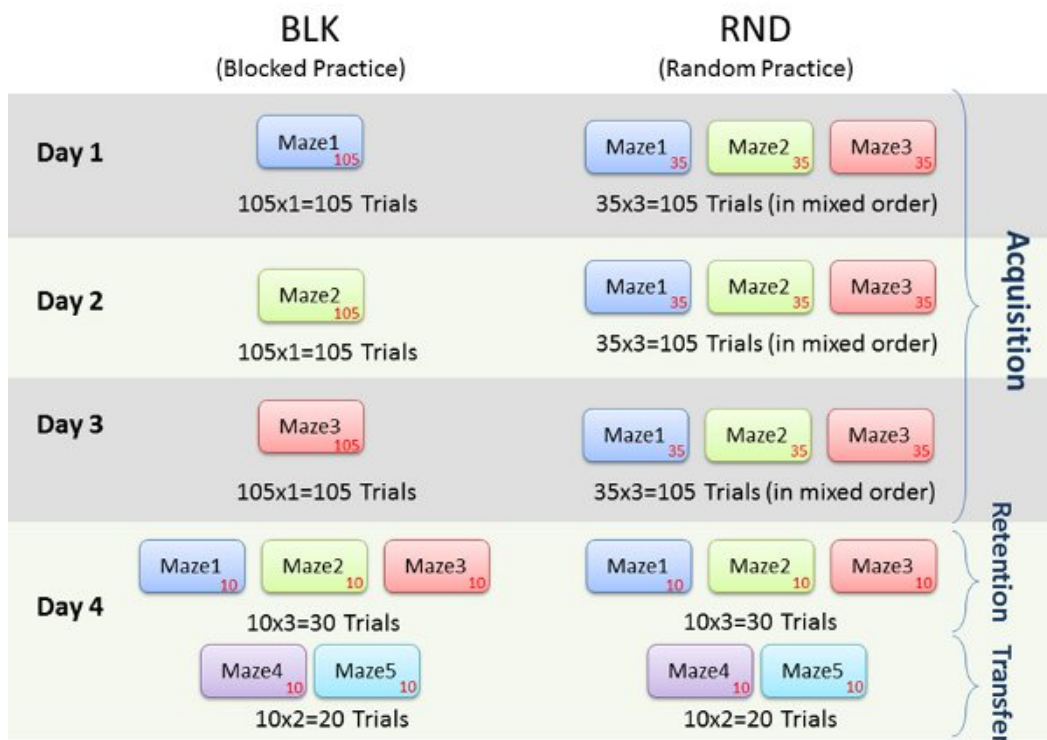 BLK
(Blocked Practice)
RND
(Random Practice)
Day 1
Maze1
105
105x1=105 Trials
Maze1
35
Maze2
35
Maze3
35
35x3=105 Trials (in mixed order)
Day 2
Maze2
105
105x1=105 Trials
Maze1
35
Maze2
35
Maze3
35
35x3=105 Trials (in mixed order)
Day 3
Maze3
105
105x1=105 Trials
Maze1
35
Maze2
35
Maze3
35
35x3=105 Trials (in mixed order)
Acquisition
Day 4
Maze1
10
Maze2
10
Maze3
10
10x3=30 Trials
Maze1
10
Maze2
10
Maze3
10
10x3=30 Trials
Retention
Maze4
10
Maze5
10
10x2=20 Trials
Maze4
10
Maze5
10
10x2=20 Trials
Transfer